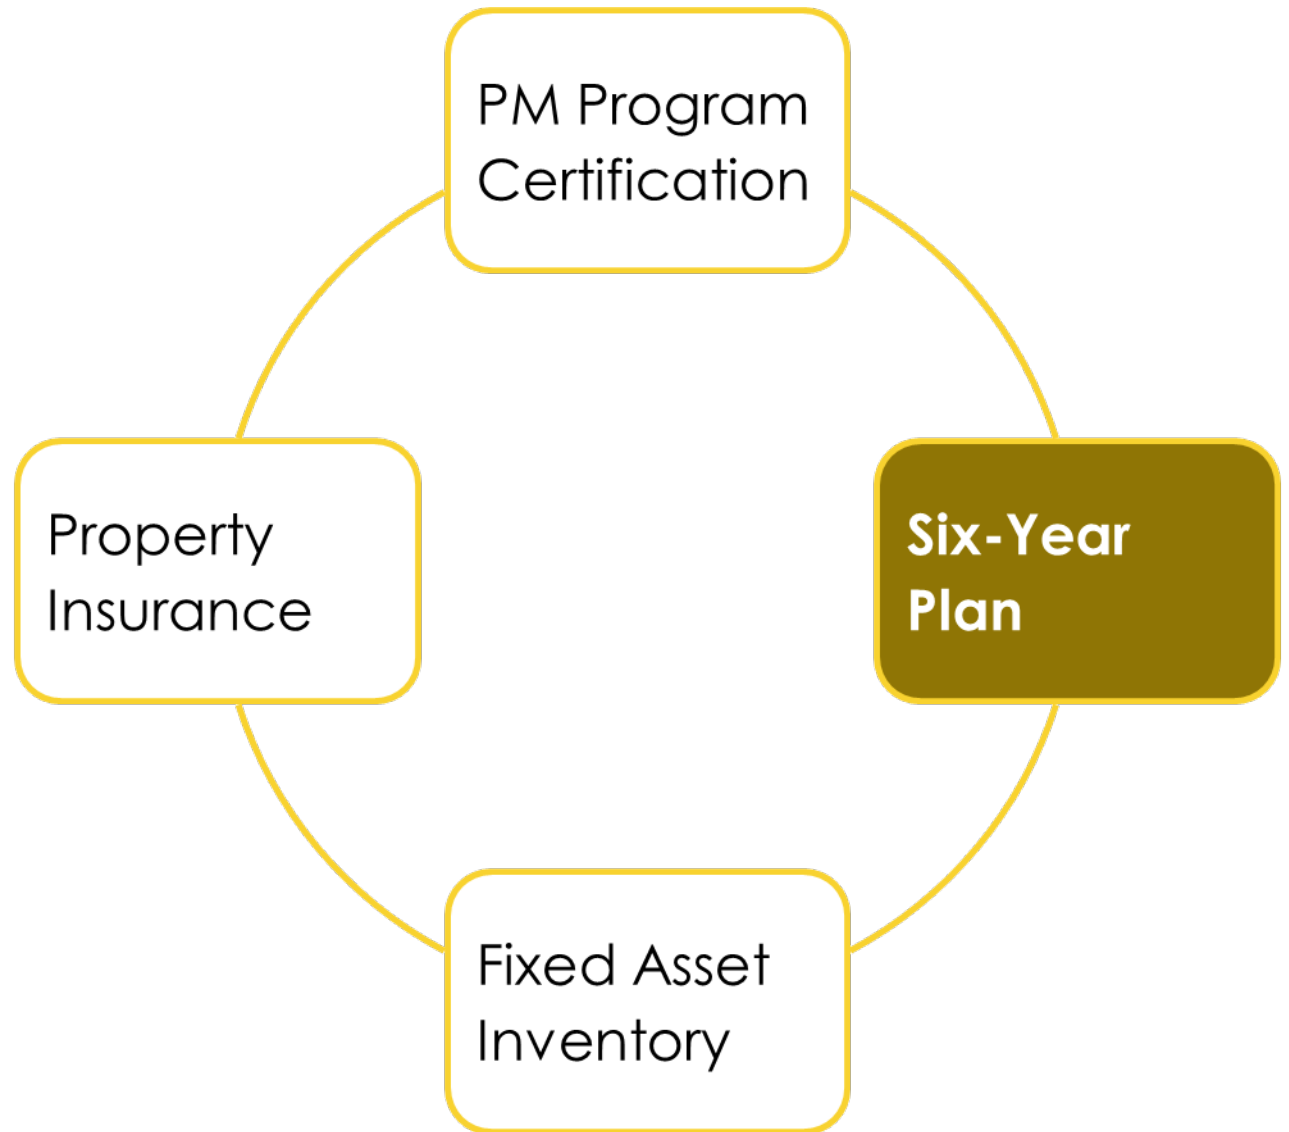 PM Program
Certification
Property
Insurance
Six-Year
Plan
Fixed Asset
Inventory